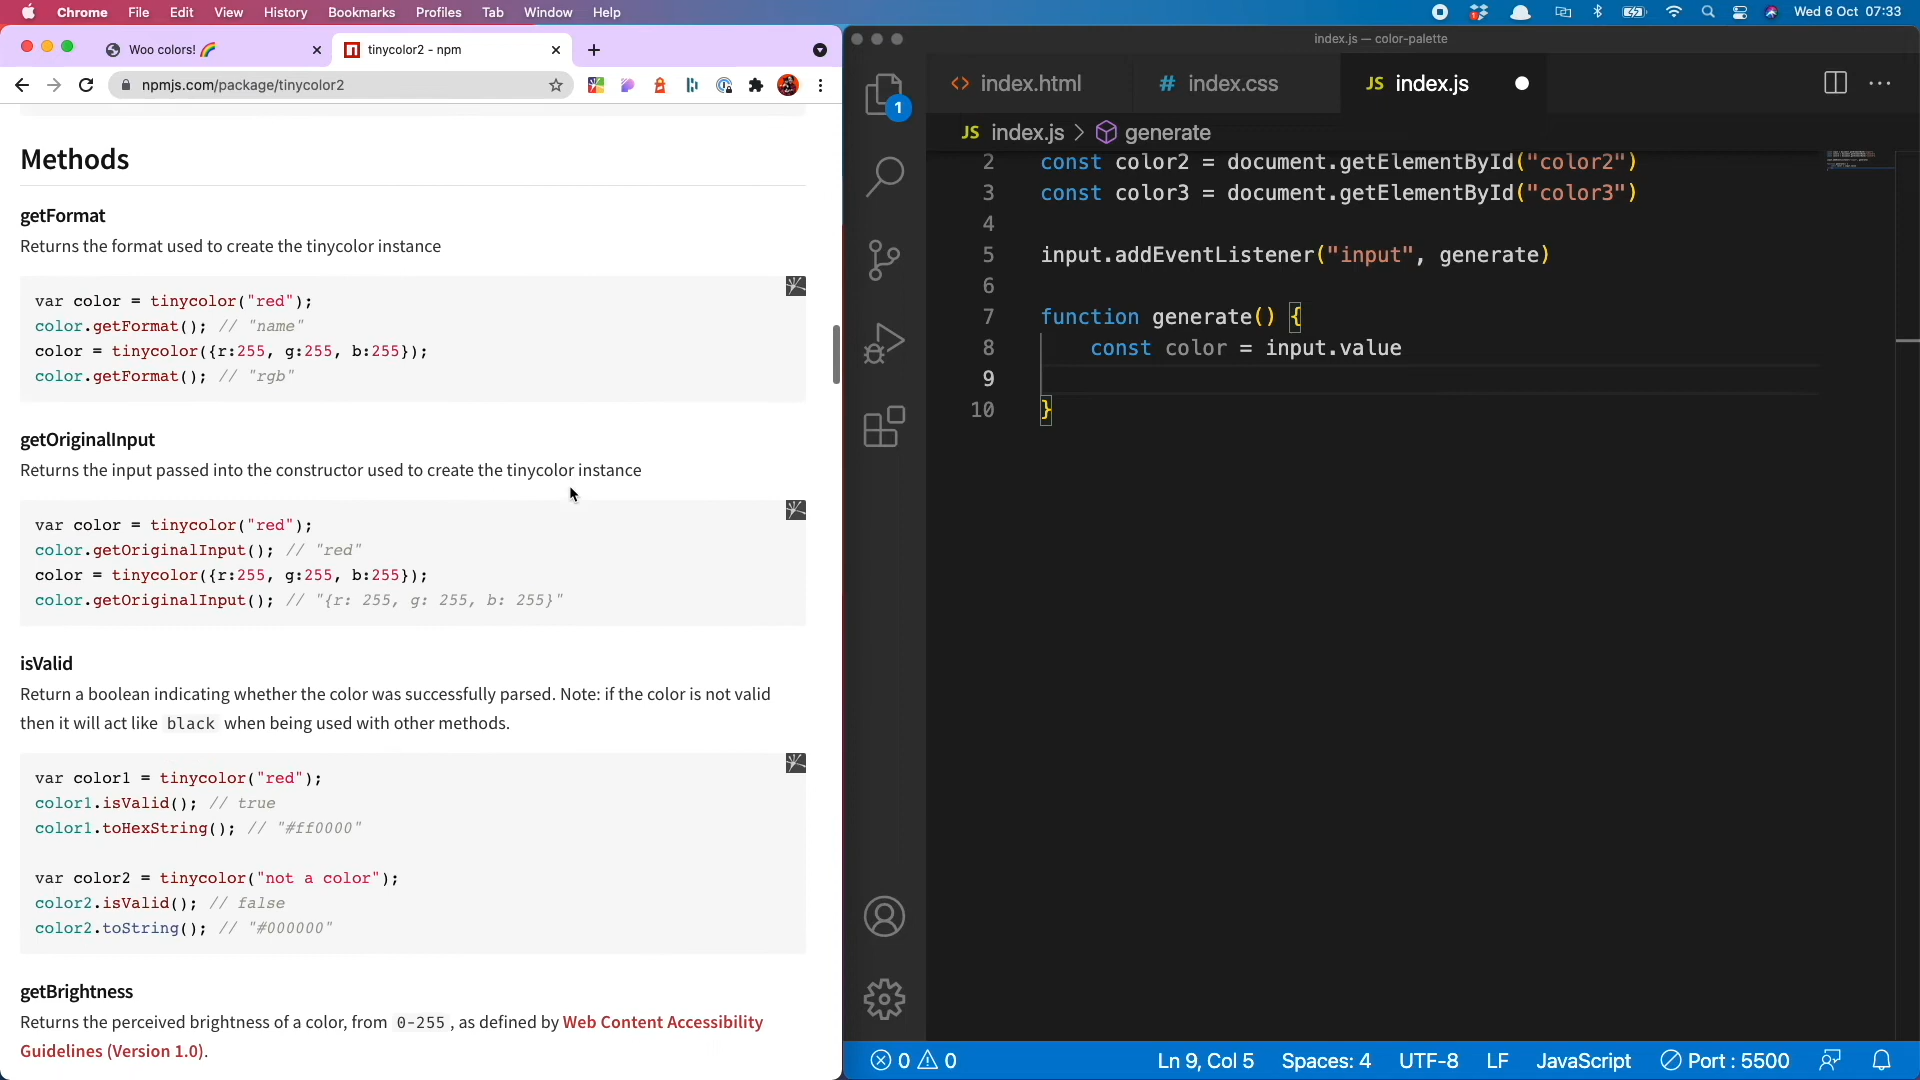 Chrome File Edit View History Bookmarks Profiles Tab Window Help
Wed 6 Oct 07:33
Woo colors!
tinycolor2 - npm
npmjs.com/package/tinycolor2
Methods
getFormat
Returns the format used to create the tinycolor instance
var color = tinycolor("red");
color.getFormat(); // "name"
color = tinycolor({r:255, g:255, b:255});
color.getFormat(); // "rgb"
getOriginalInput
Returns the input passed into the constructor used to create the tinycolor instance
var color = tinycolor("red");
color.getOriginalInput(); // "red"
color = tinycolor({r:255, g:255, b:255});
color.getOriginalInput(); // "{r: 255, g: 255, b: 255}"
isValid
Return a boolean indicating whether the color was successfully parsed. Note: if the color is not valid
then it will act like black when being used with other methods.
var color1 = tinycolor("red");
color1.isValid(); // true
color1.toHexString(); // "#ff0000"
var color2 = tinycolor("not a color");
color2.isValid(); // false
color2.toString(); // "#000000"
getBrightness
Returns the perceived brightness of a color, from 0-255, as defined by Web Content Accessibility
Guidelines (Version 1.0).
index.js — color-palette
<> index.html
# index.css
JS index.js
JS index.js > generate
1
2 const color2 = document.getElementById("color2")
3 const color3 = document.getElementById("color3")
4
5 input.addEventListener("input", generate)
6
7 function generate() {
8 const color = input.value
9
10 }
0 0 Ln 9, Col 5 Spaces: 4 UTF-8 LF JavaScript Port : 5500